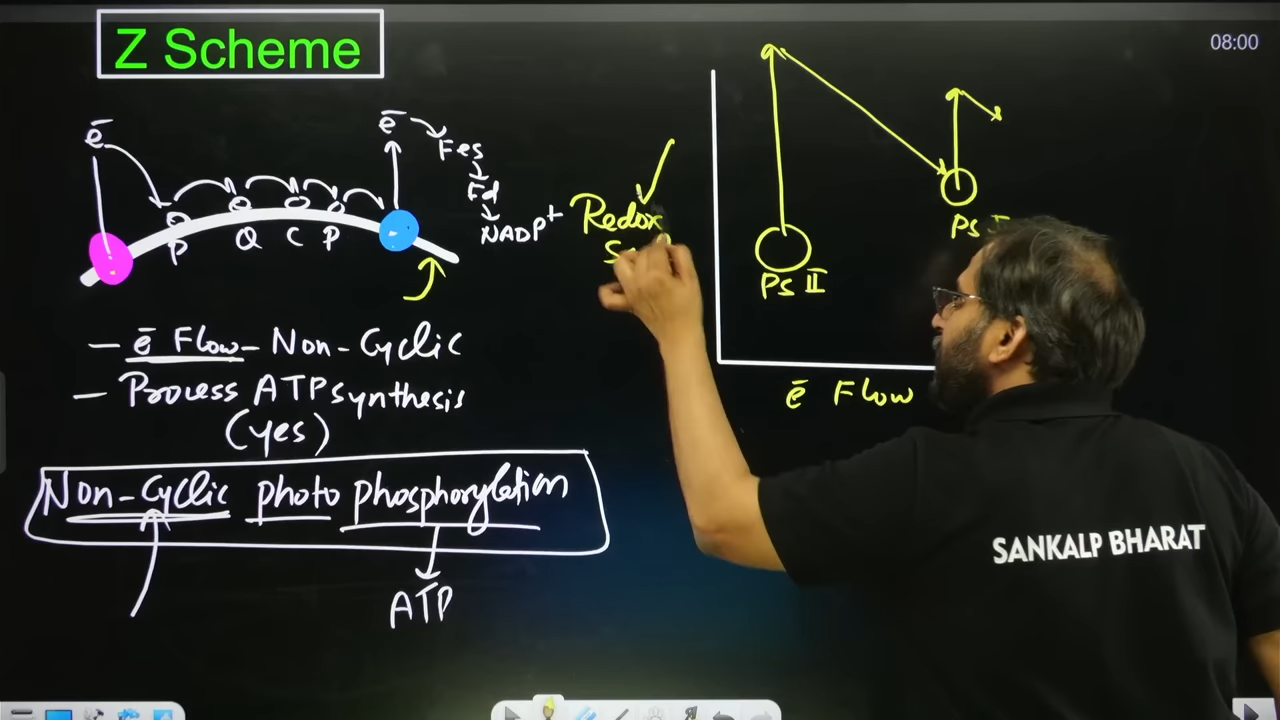 Z Scheme
08:00
e̅
e̅
Fes
Fd
NADP+
P Q C P
Redox
PS II
PS I
e̅ Flow
– e̅ Flow – Non-Cyclic
– Process ATP synthesis
(yes)
Non-Cyclic photo phosphorylation
ATP
SANKALP BHARAT